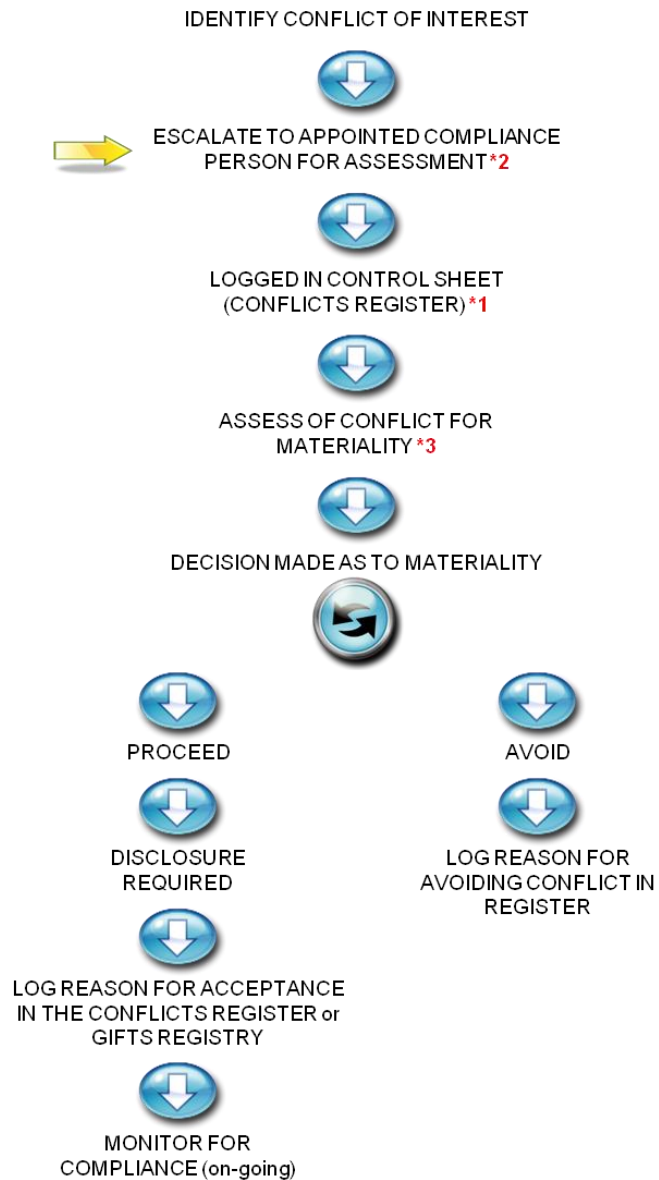 IDENTIFY CONFLICT OF INTEREST
ESCALATE TO APPOINTED COMPLIANCE
PERSON FOR ASSESSMENT *2
LOGGED IN CONTROL SHEET
(CONFLICTS REGISTER) *1
ASSESS OF CONFLICT FOR
MATERIALITY *3
DECISION MADE AS TO MATERIALITY
PROCEED
DISCLOSURE
REQUIRED
LOG REASON FOR ACCEPTANCE
IN THE CONFLICTS REGISTER or
GIFTS REGISTRY
MONITOR FOR
COMPLIANCE (on-going)
AVOID
LOG REASON FOR
AVOIDING CONFLICT IN
REGISTER